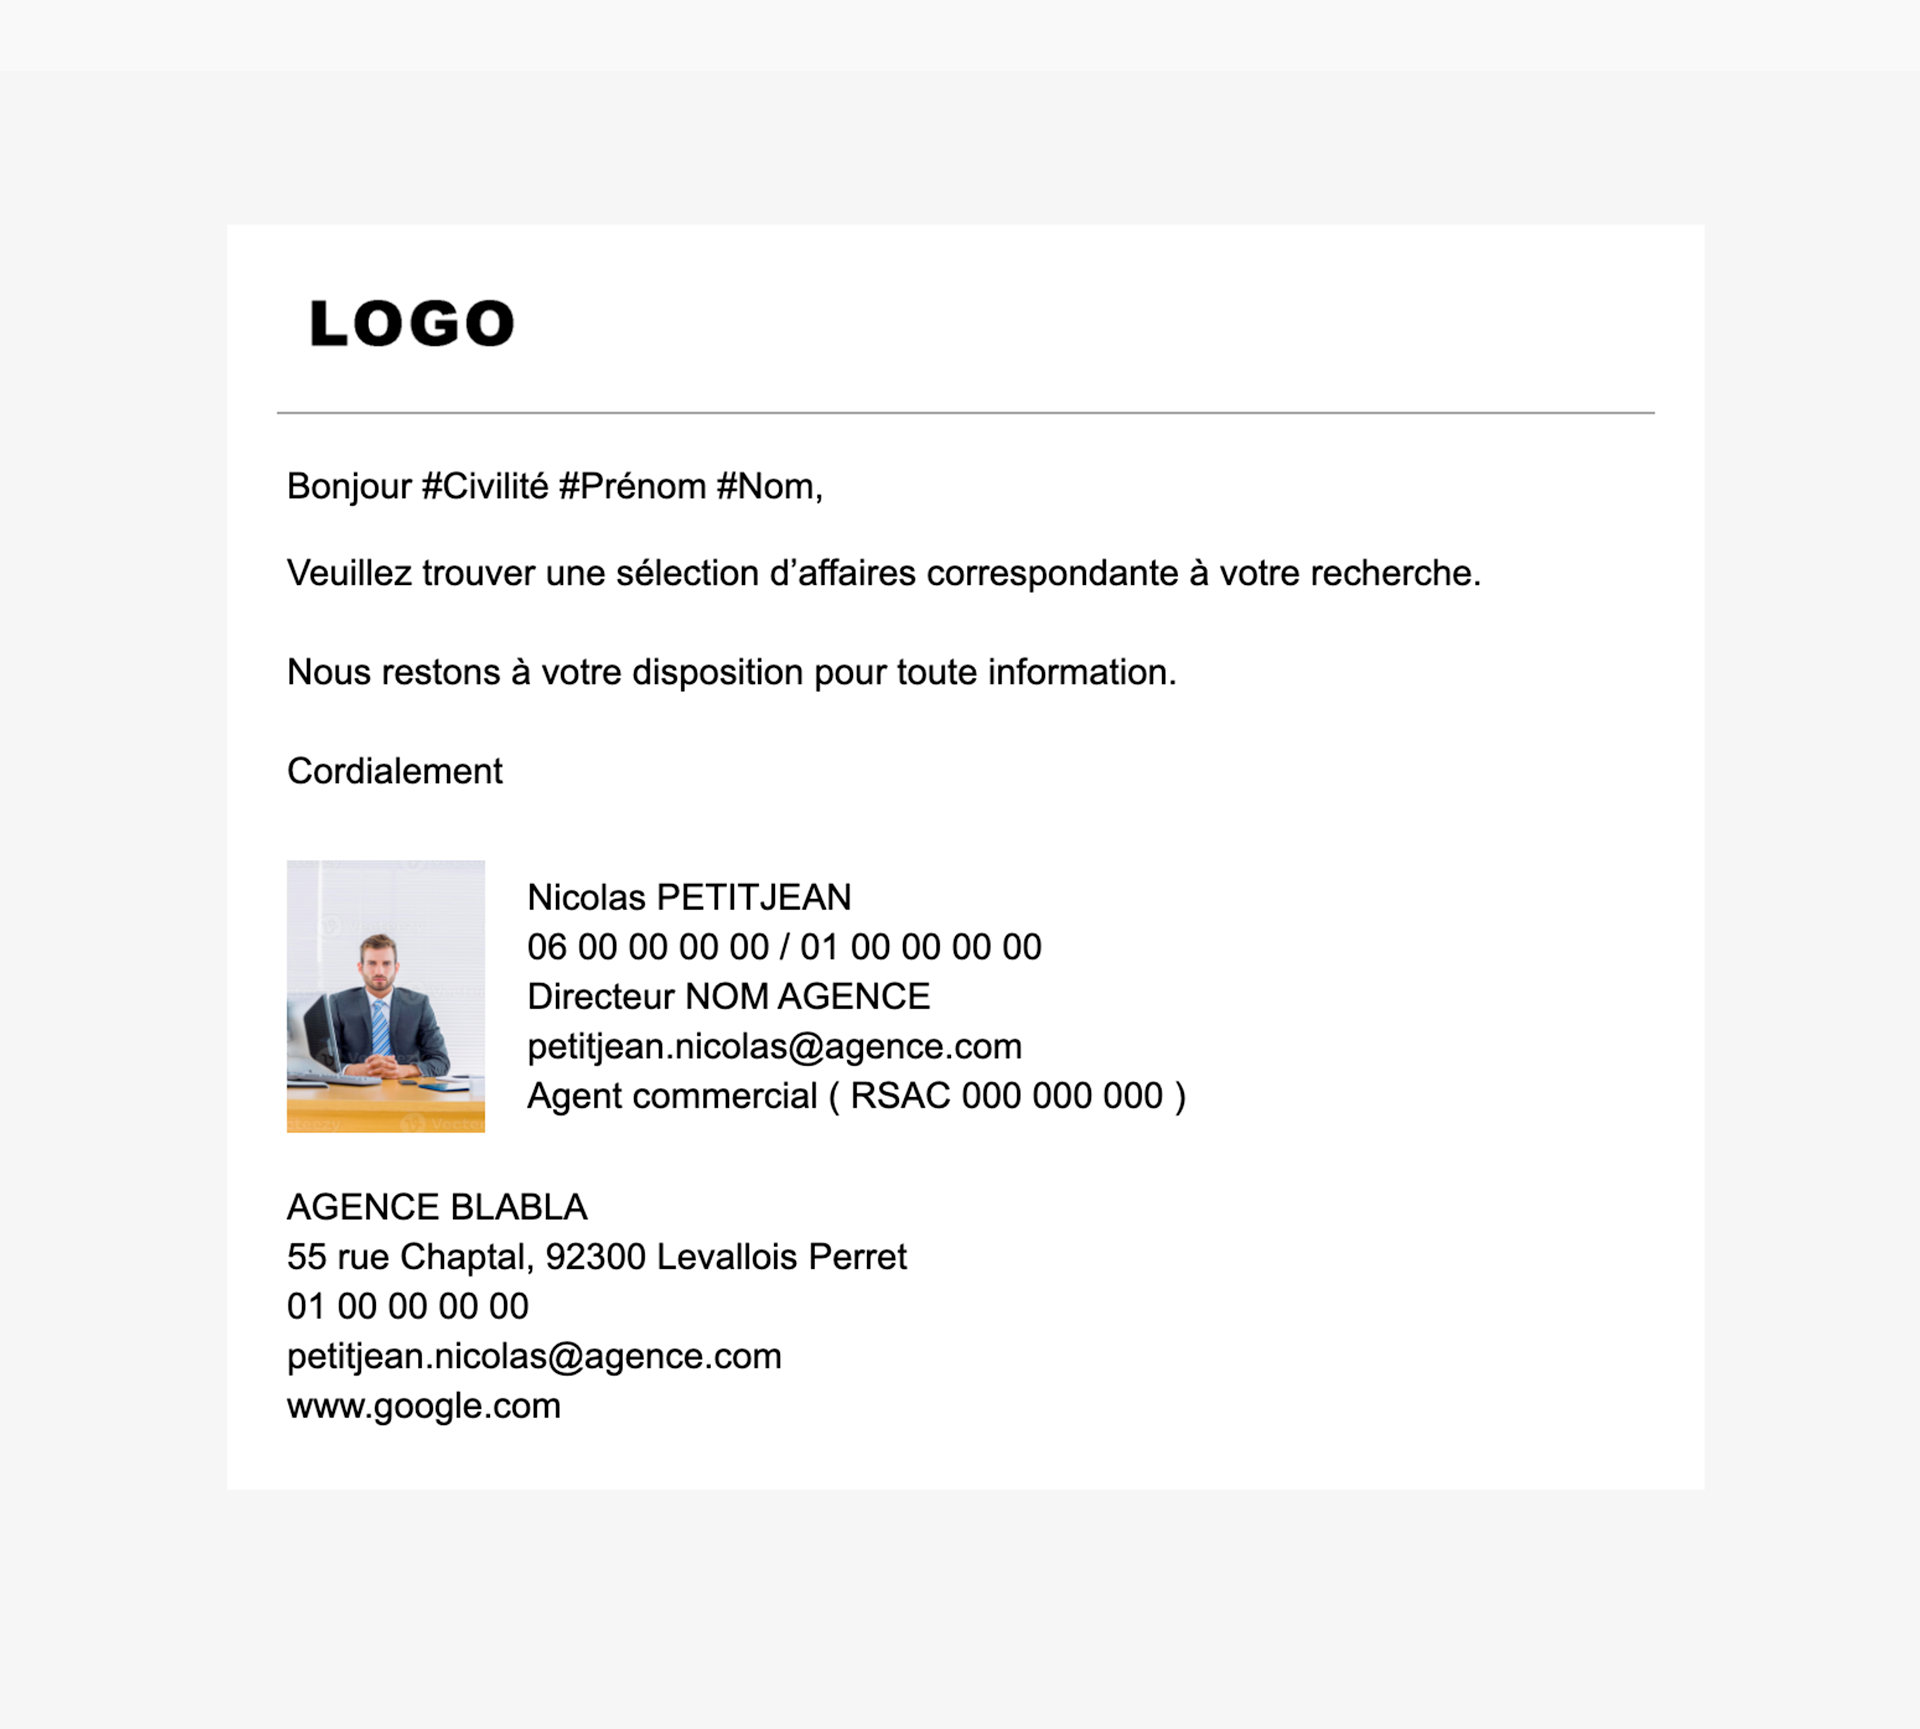 LOGO
Bonjour #Civilité #Prénom #Nom,
Veuillez trouver une sélection d’affaires correspondante à votre recherche.
Nous restons à votre disposition pour toute information.
Cordialement
Nicolas PETITJEAN
06 00 00 00 00 / 01 00 00 00 00
Directeur NOM AGENCE
petitjean.nicolas@agence.com
Agent commercial ( RSAC 000 000 000 )
AGENCE BLABLA
55 rue Chaptal, 92300 Levallois Perret
01 00 00 00 00
petitjean.nicolas@agence.com
www.google.com